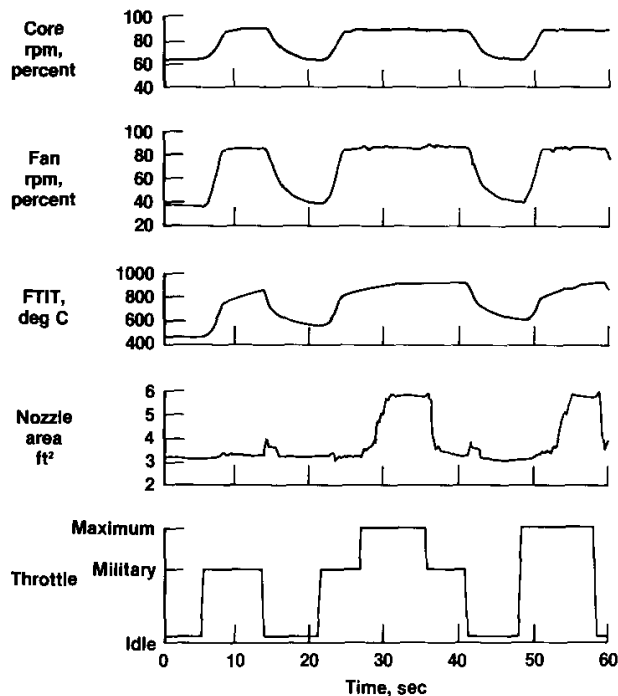 Core
rpm,
percent
100
80
60
40
Fan
rpm,
percent
100
80
60
40
20
FTIT,
deg C
1000
800
600
400
Nozzle
area
ft²
6
5
4
3
2
Throttle
Maximum
Military
Idle
0 10 20 30 40 50 60
Time, sec